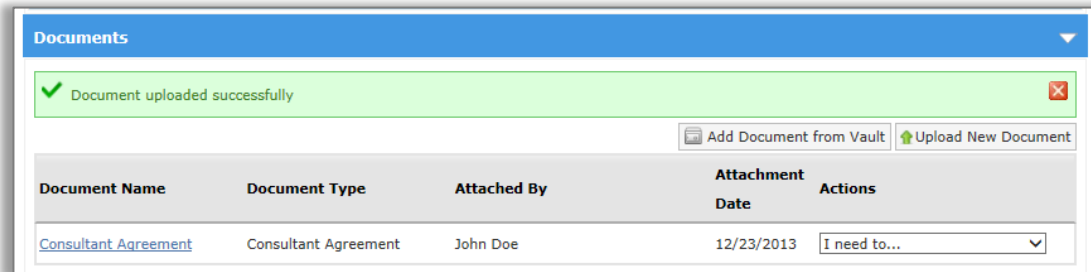 Documents
Document uploaded successfully
Add Document from Vault Upload New Document
Document Name Document Type Attached By Attachment Date Actions
Consultant Agreement Consultant Agreement John Doe 12/23/2013 I need to...